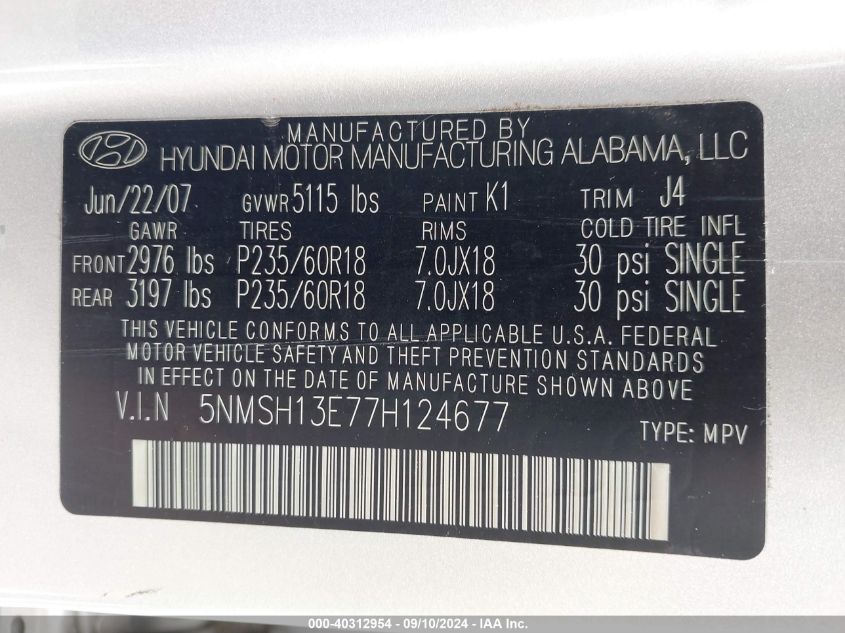 MANUFACTURED BY
HYUNDAI MOTOR MANUFACTURING ALABAMA, LLC
Jun/22/07 GVWR 5115 lbs PAINT K1 TRIM J4
GAWR TIRES RIMS COLD TIRE INFL
FRONT 2976 lbs P235/60R18 7.0JX18 30 psi SINGLE
REAR 3197 lbs P235/60R18 7.0JX18 30 psi SINGLE
THIS VEHICLE CONFORMS TO ALL APPLICABLE U.S.A. FEDERAL
MOTOR VEHICLE SAFETY AND THEFT PREVENTION STANDARDS
IN EFFECT ON THE DATE OF MANUFACTURE SHOWN ABOVE
V.I.N 5NMSH13E77H124677
TYPE: MPV
000-40312954 - 09/10/2024 - IAA Inc.